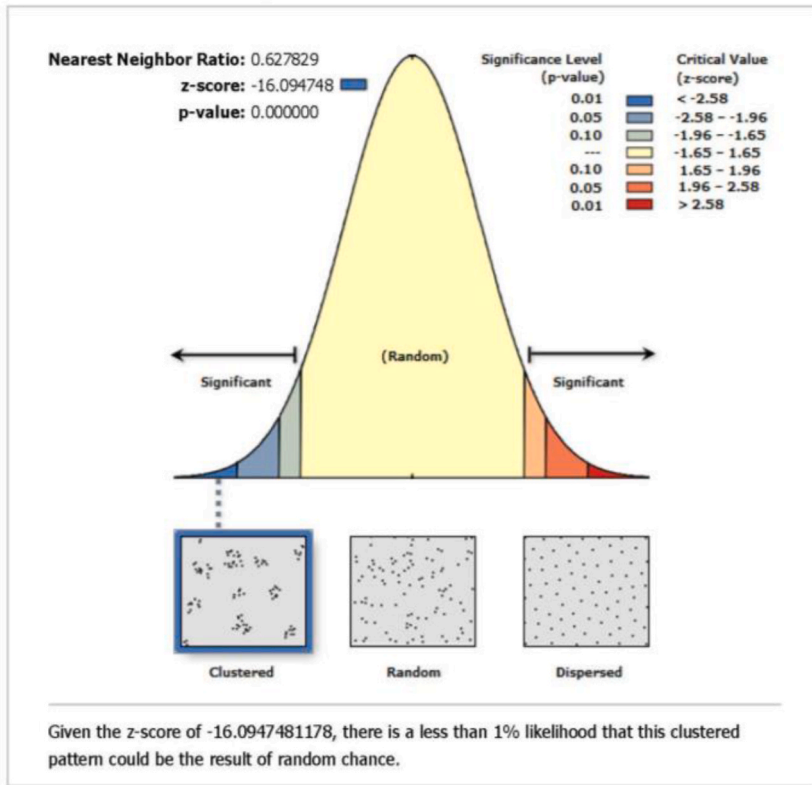 Nearest Neighbor Ratio: 0.627829
z-score: -16.094748
p-value: 0.000000
Significance Level
(p-value)
Critical Value
(z-score)
0.01 < -2.58
0.05 -2.58 - -1.96
0.10 -1.96 - -1.65
--- -1.65 - 1.65
0.10 1.65 - 1.96
0.05 1.96 - 2.58
0.01 > 2.58
(Random)
Significant
Significant
Clustered
Random
Dispersed
Given the z-score of -16.0947481178, there is a less than 1% likelihood that this clustered
pattern could be the result of random chance.